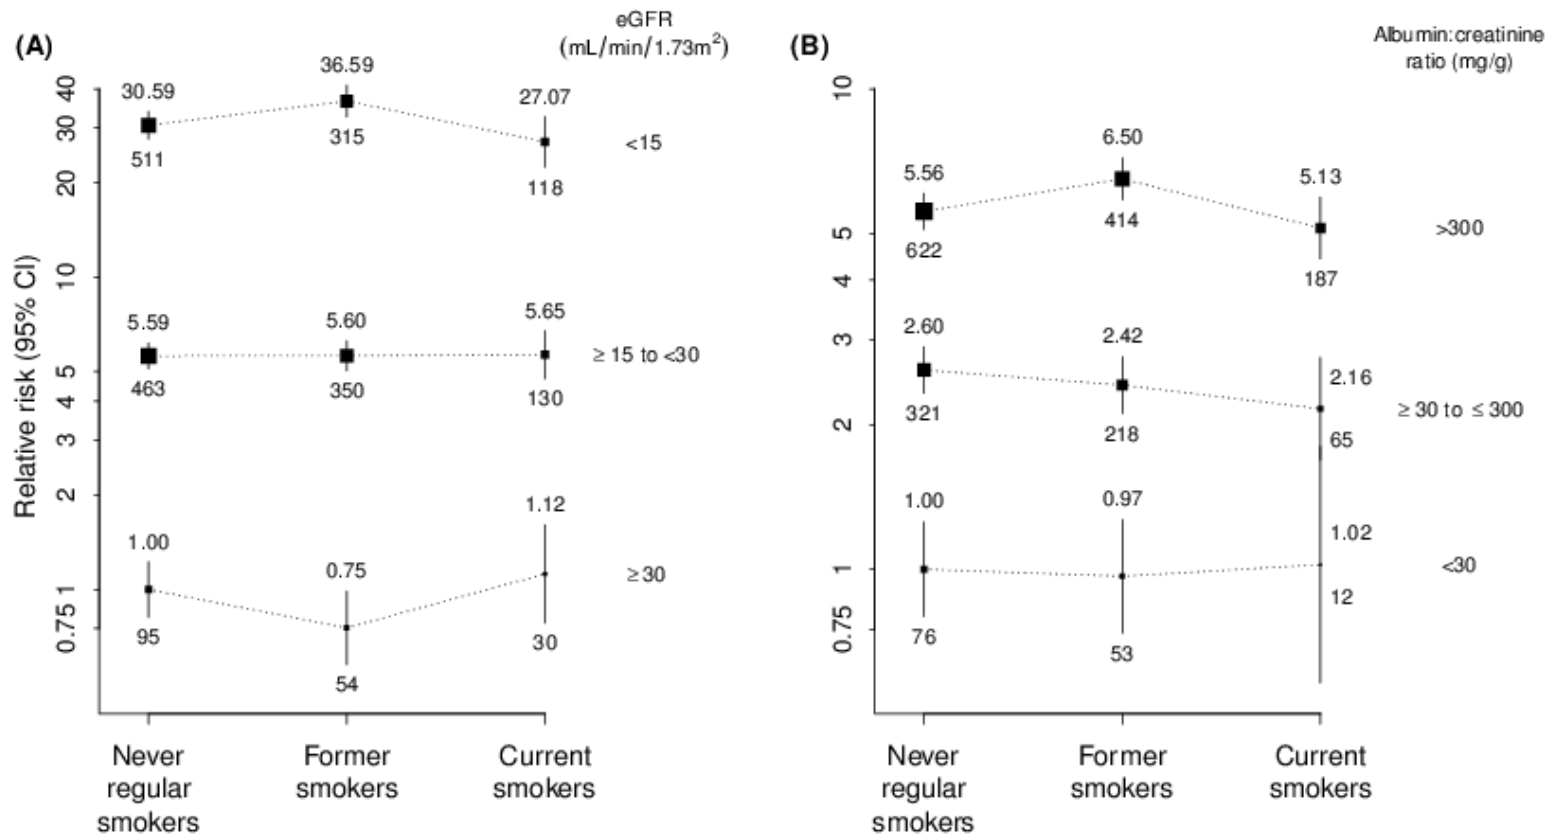 (A)
eGFR
(mL/min/1.73m²)
Relative risk (95% CI)
40
30
20
10
5
4
3
2
1
0.75
30.59
36.59
27.07
511
315
118
<15
5.59
5.60
5.65
463
350
130
≥ 15 to <30
1.00
0.75
1.12
95
54
30
≥ 30
Never
regular
smokers
Former
smokers
Current
smokers
(B)
Albumin:creatinine
ratio (mg/g)
10
5
4
3
2
1
0.75
5.56
6.50
5.13
622
414
187
>300
2.60
2.42
2.16
321
218
65
≥ 30 to ≤ 300
1.00
0.97
1.02
76
53
12
<30
Never
regular
smokers
Former
smokers
Current
smokers